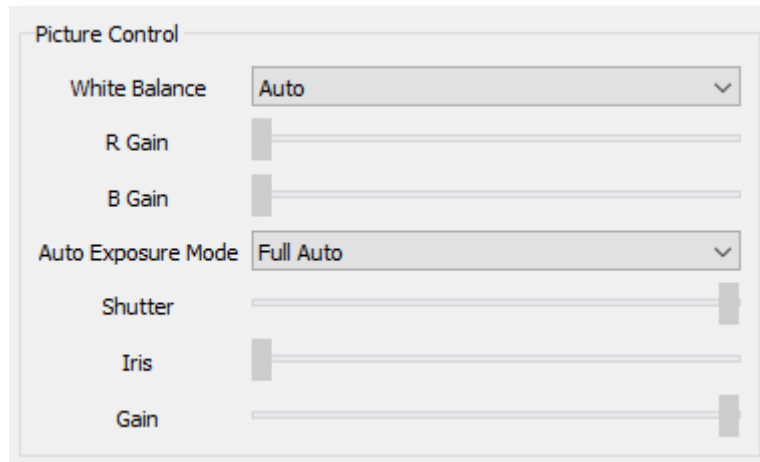 Picture Control
White Balance Auto
R Gain
B Gain
Auto Exposure Mode Full Auto
Shutter
Iris
Gain